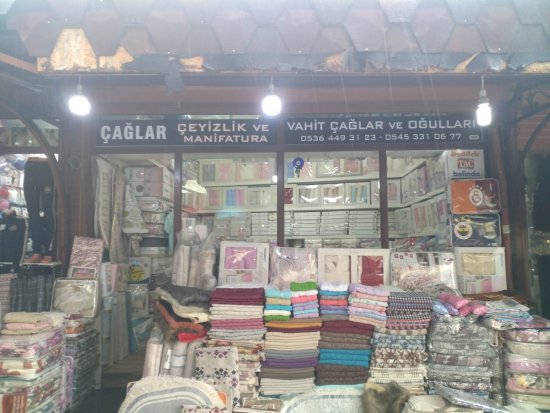 ÇAĞLAR
ÇEYİZLİK VE
MANİFATURA
VAHİT ÇAĞLAR VE OĞULLARI
0536 449 31 23 - 0545 331 06 77
Özdilek
TAÇ
belinda